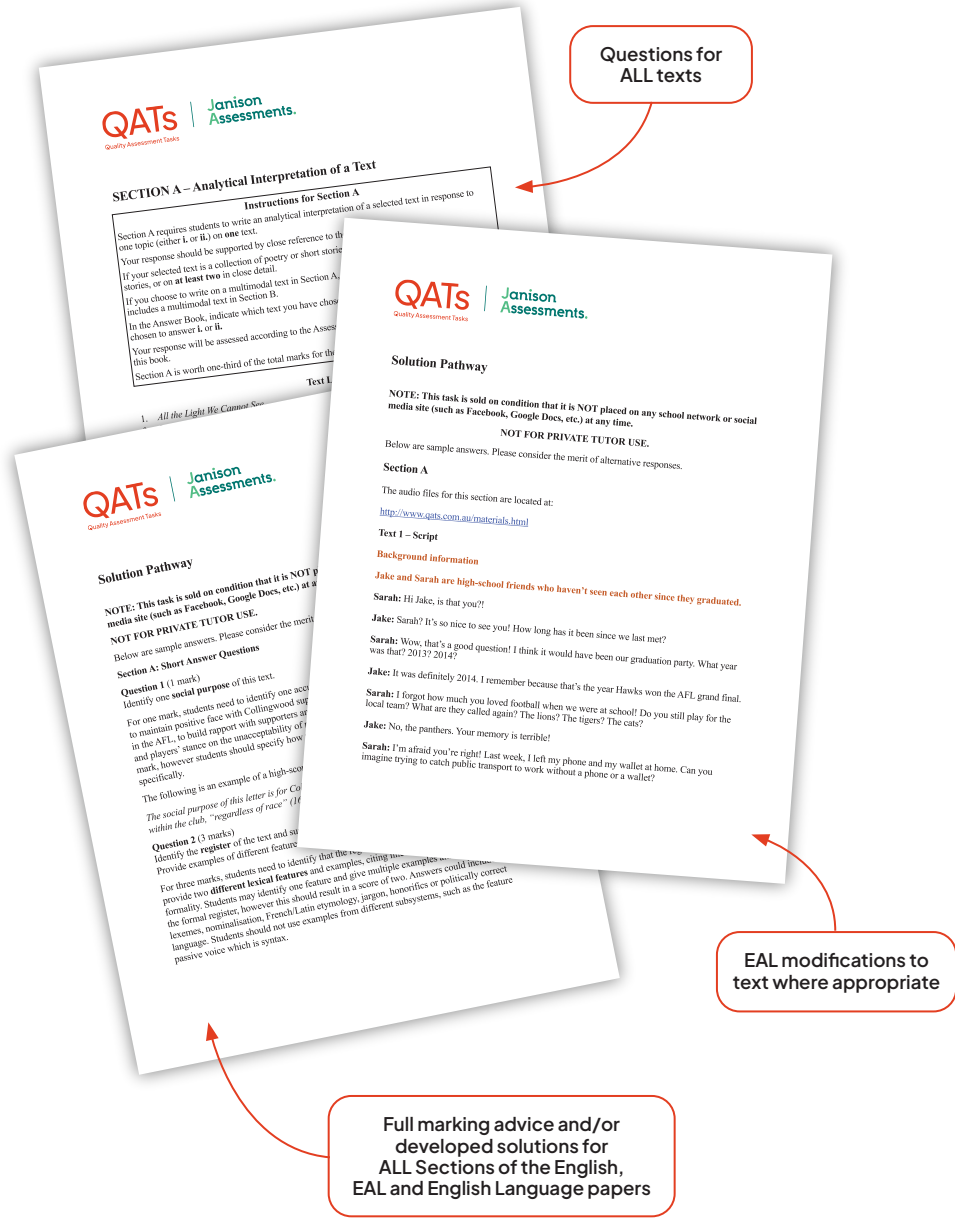 Questions for
ALL texts
QATs
Quality Assessment Tasks
Janison
Assessments.
SECTION A – Analytical Interpretation of a Text
Instructions for Section A
Section A requires students to write an analytical interpretation of a selected text in response to
one topic (either i. or ii.) on one text.
Your response should be supported by close reference to the
If your selected text is a collection of poetry or short stories
stories, or on at least two in close detail.
If you choose to write on a multimodal text in Section A,
includes a multimodal text in Section B.
In the Answer Book, indicate which text you have chosen
chosen to answer i. or ii.
Your response will be assessed according to the
this book.
Section A is worth one-third of the total marks for the
Text
1. All the Light We Cannot See
QATs
Quality Assessment Tasks
Janison
Assessments.
Solution Pathway
NOTE: This task is sold on condition that it is NOT placed on any school network or social
media site (such as Facebook, Google Docs, etc.) at any time.
NOT FOR PRIVATE TUTOR USE.
Below are sample answers. Please consider the merit of alternative responses.
Section A
The audio files for this section are located at:
http://www.qats.com.au/materials.html
Text 1 – Script
Background information
Jake and Sarah are high-school friends who haven't seen each other since they graduated.
Sarah: Hi Jake, is that you?!
Jake: Sarah? It's so nice to see you! How long has it been since we last met?
Sarah: Wow, that's a good question! I think it would have been our graduation party. What year
was that? 2013? 2014?
Jake: It was definitely 2014. I remember because that's the year Hawks won the AFL grand final.
Sarah: I forgot how much you loved football when we were at school! Do you still play for the
local team? What are they called again? The lions? The tigers? The cats?
Jake: No, the panthers. Your memory is terrible!
Sarah: I'm afraid you're right! Last week, I left my phone and my wallet at home. Can you
imagine trying to catch public transport to work without a phone or a wallet?
QATs
Quality Assessment Tasks
Janison
Assessments.
Solution Pathway
NOTE: This task is sold on condition that it is NOT
media site (such as Facebook, Google Docs, etc.) at
NOT FOR PRIVATE TUTOR USE.
Below are sample answers. Please consider the merit
Section A: Short Answer Questions
Question 1 (1 mark)
Identify one social purpose of this text.
For one mark, students need to identify one
to maintain positive face with Collingwood
in the AFL, to build rapport with supporters
and players' stance on the unacceptability of
mark, however students should specify how
specifically.
The following is an example of a
The social purpose of this letter is for
within the club, "regardless of race"
Question 2 (3 marks)
Identify the register of the text and
Provide examples of different
For three marks, students need to identify that the
provide two different lexical features and examples, citing
formality. Students may identify one feature and give multiple examples
the formal register, however this should result in a score of two. Answers could include
lexemes, nominalisation, French/Latin etymology, jargon, honorifics or politically correct
language. Students should not use examples from different subsystems, such as the feature
passive voice which is syntax.
EAL modifications to
text where appropriate
Full marking advice and/or
developed solutions for
ALL Sections of the English,
EAL and English Language papers